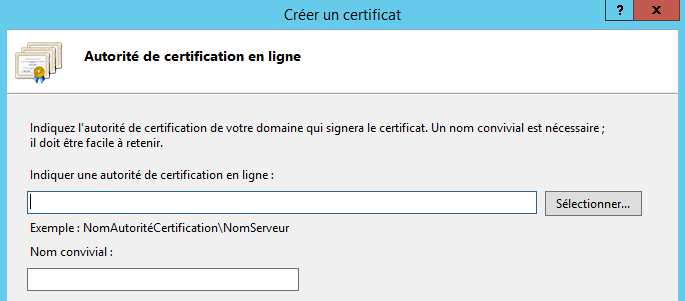 Créer un certificat
? x
Autorité de certification en ligne
Indiquez l'autorité de certification de votre domaine qui signera le certificat. Un nom convivial est nécessaire ;
il doit être facile à retenir.
Indiquer une autorité de certification en ligne :
Sélectionner...
Exemple : NomAutoritéCertification\NomServeur
Nom convivial :